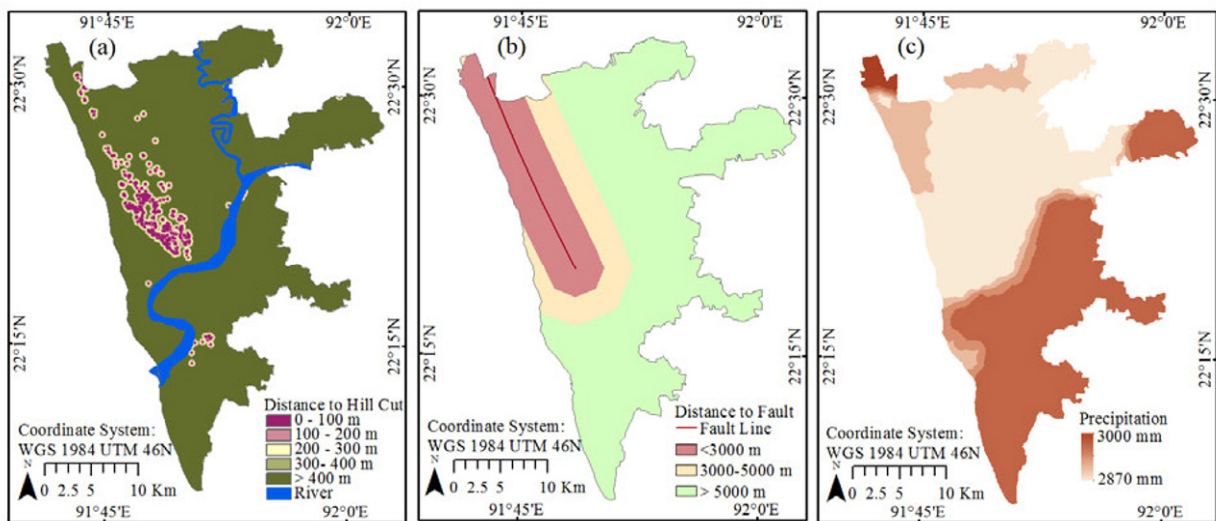 91°45'E
92°0'E
(a)
22°30'N
22°30'N
22°15'N
22°15'N
Coordinate System:
WGS 1984 UTM 46N
N
0 2.5 5 10 Km
Distance to Hill Cut
0 - 100 m
100 - 200 m
200 - 300 m
300- 400 m
> 400 m
River
91°45'E
92°0'E
91°45'E
92°0'E
(b)
22°30'N
22°30'N
22°15'N
22°15'N
Coordinate System:
WGS 1984 UTM 46N
N
0 2.5 5 10 Km
Distance to Fault
Fault Line
<3000 m
3000-5000 m
> 5000 m
91°45'E
92°0'E
91°45'E
92°0'E
(c)
22°30'N
22°30'N
22°15'N
22°15'N
Coordinate System:
WGS 1984 UTM 46N
N
0 2.5 5 10 Km
Precipitation
3000 mm
2870 mm
91°45'E
92°0'E